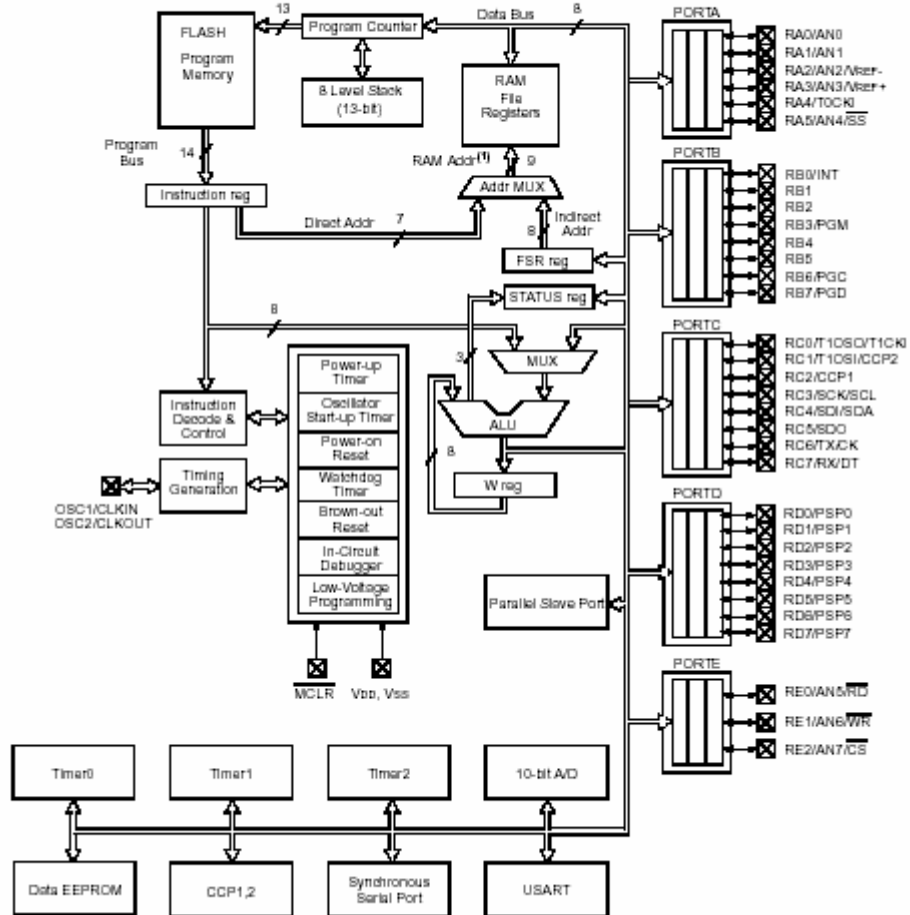 13
Data Bus
8
PORTA
FLASH
Program
Memory
Program Counter
8 Level Stack
(13-bit)
RAM
File
Registers
RA0/AN0
RA1/AN1
RA2/AN2/VREF-
RA3/AN3/VREF+
RA4/T0CKI
RA5/AN4/SS
Program
Bus
14
RAM Addr(1)
9
PORTB
Addr MUX
Instruction reg
Direct Addr
7
8
Indirect
Addr
FSR reg
RB0/INT
RB1
RB2
RB3/PGM
RB4
RB5
RB6/PGC
RB7/PGD
STATUS reg
8
3
MUX
PORTC
RC0/T1OSO/T1CKI
RC1/T1OSI/CCP2
RC2/CCP1
RC3/SCK/SCL
RC4/SDI/SDA
RC5/SDO
RC6/TX/CK
RC7/RX/DT
Power-up
Timer
Oscillator
Start-up Timer
Power-on
Reset
Watchdog
Timer
Brown-out
Reset
In-Circuit
Debugger
Low-Voltage
Programming
Instruction
Decode &
Control
ALU
8
W reg
Timing
Generation
OSC1/CLKIN
OSC2/CLKOUT
PORTD
RD0/PSP0
RD1/PSP1
RD2/PSP2
RD3/PSP3
RD4/PSP4
RD5/PSP5
RD6/PSP6
RD7/PSP7
Parallel Slave Port
MCLR
VDD, VSS
PORTE
RE0/AN5/RD
RE1/AN6/WR
RE2/AN7/CS
Timer0
Timer1
Timer2
10-bit A/D
Data EEPROM
CCP1,2
Synchronous
Serial Port
USART